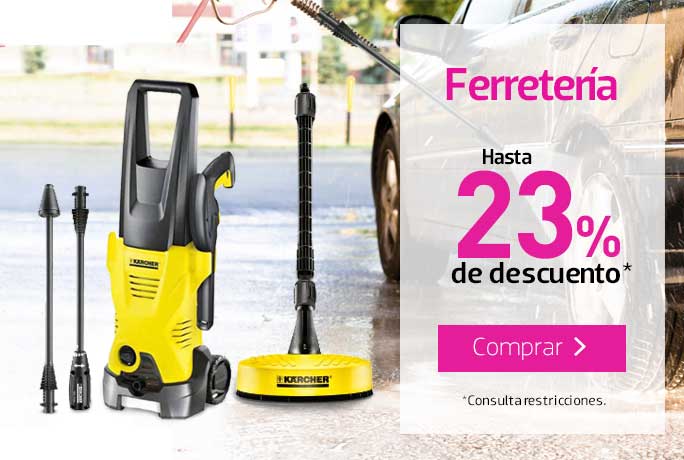 Ferretería
Hasta
23%
de descuento*
Comprar >
*Consulta restricciones.
KÄRCHER
KÄRCHER